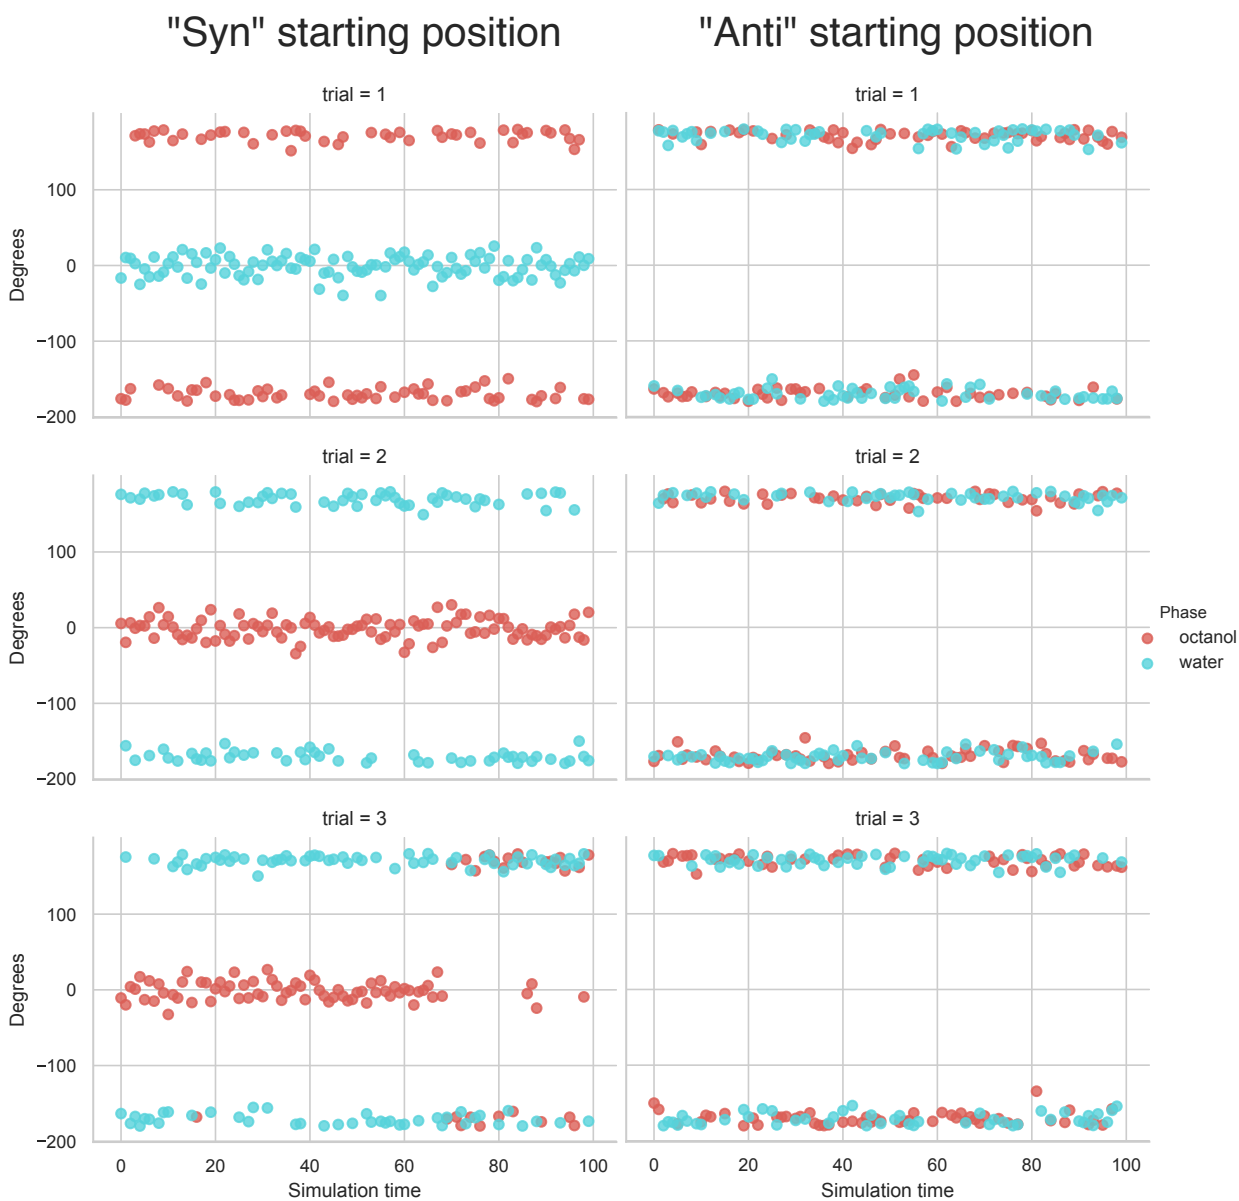 "Syn" starting position
"Anti" starting position
trial = 1
trial = 1
100
0
−100
−200
Degrees
trial = 2
trial = 2
100
0
−100
−200
Degrees
Phase
octanol
water
trial = 3
trial = 3
100
0
−100
−200
Degrees
0 20 40 60 80 100
0 20 40 60 80 100
Simulation time
Simulation time